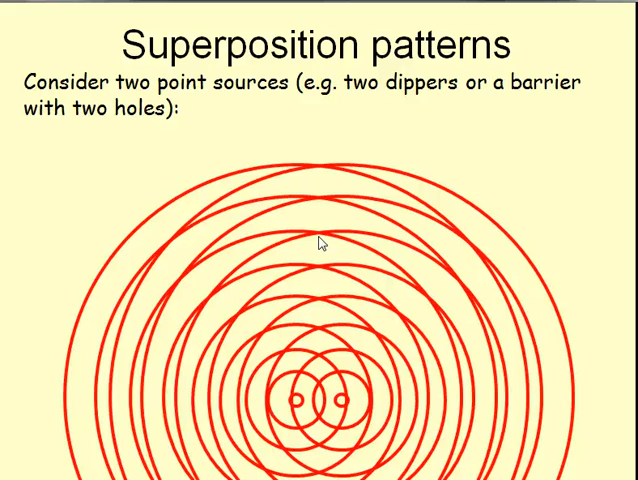 Superposition patterns
Consider two point sources (e.g. two dippers or a barrier
with two holes):